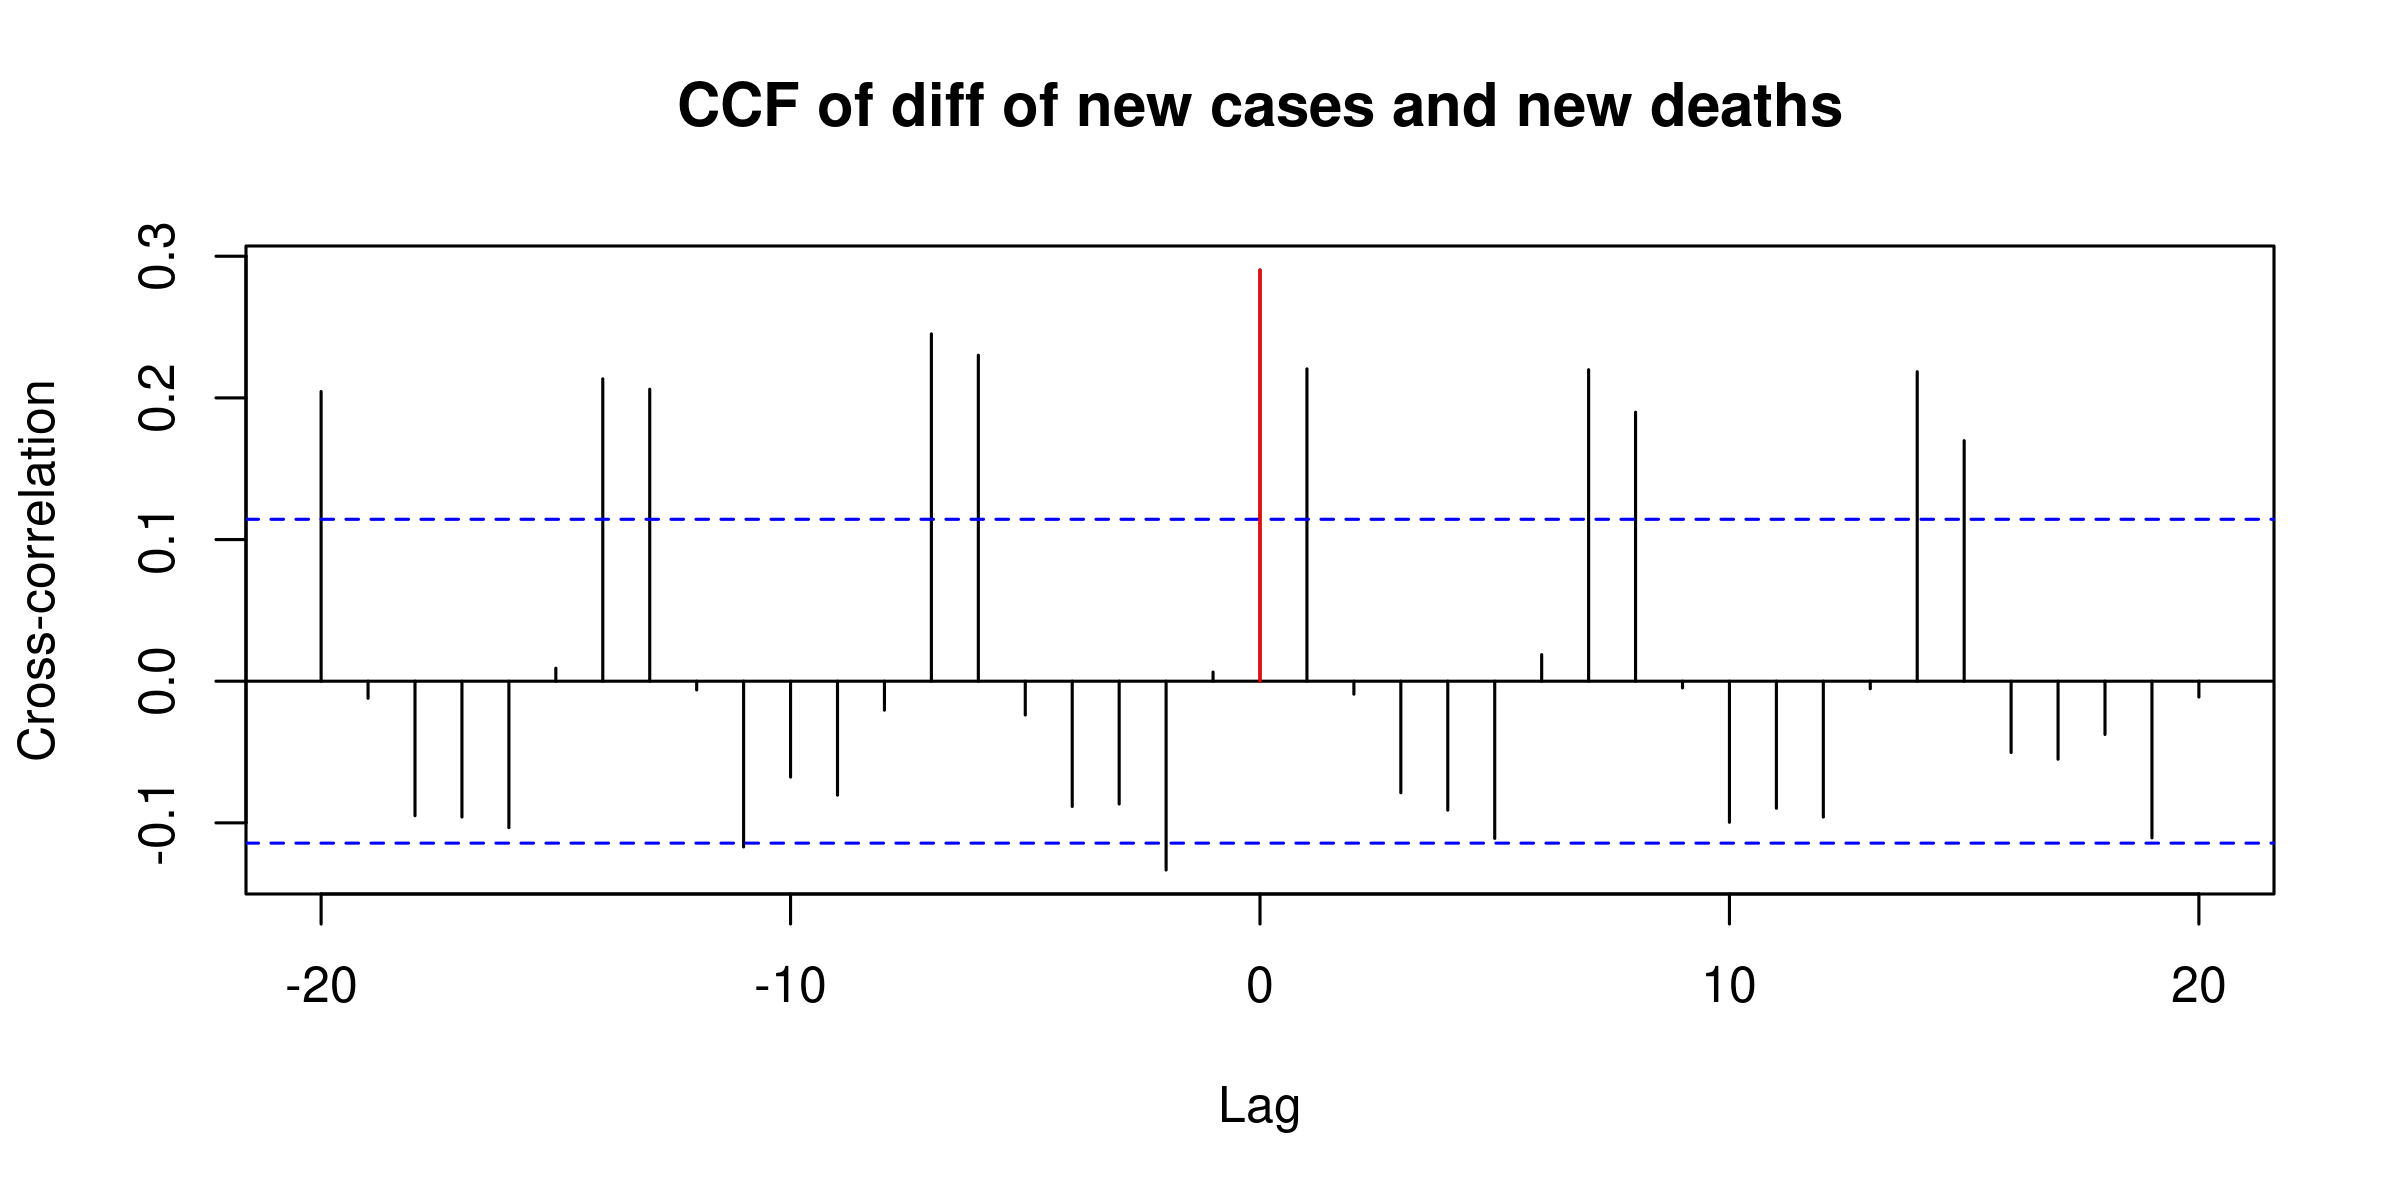 CCF of diff of new cases and new deaths
Cross-correlation
0.3
0.2
0.1
0.0
-0.1
-20 -10 0 10 20
Lag